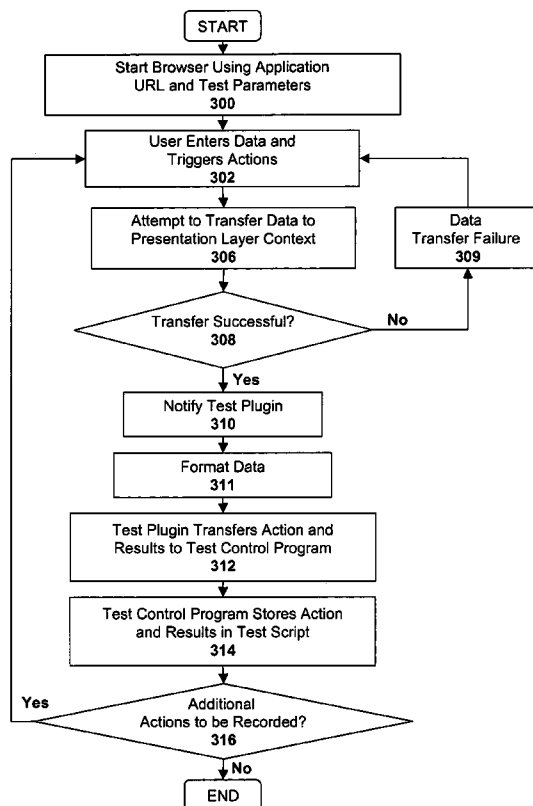 START
Start Browser Using Application
URL and Test Parameters
300
User Enters Data and
Triggers Actions
302
Attempt to Transfer Data to
Presentation Layer Context
306
Data
Transfer Failure
309
Transfer Successful?
308
No
Yes
Notify Test Plugin
310
Format Data
311
Test Plugin Transfers Action and
Results to Test Control Program
312
Test Control Program Stores Action
and Results in Test Script
314
Yes
Additional
Actions to be Recorded?
316
No
END